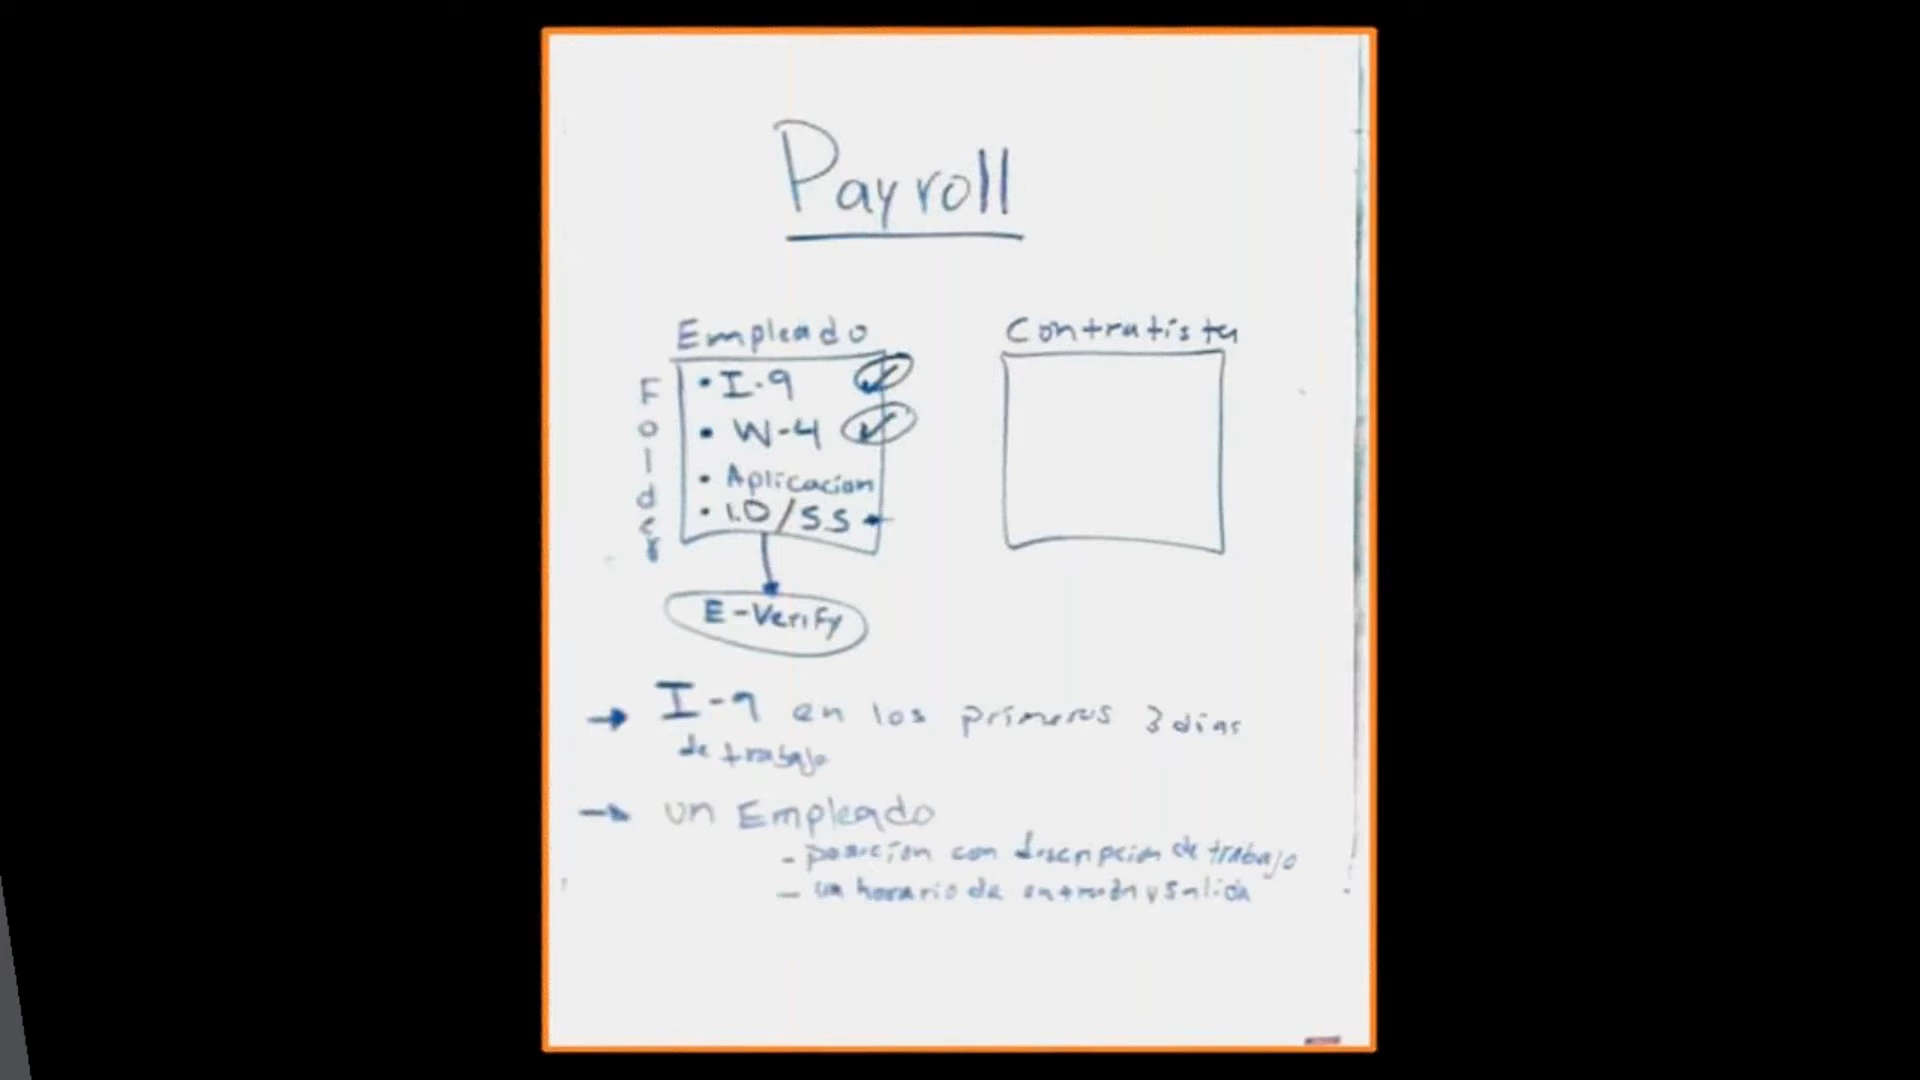 Payroll
Empleado
Contratista
Folder
• I-9
• W-4
• Aplicacion
• I.D/SS
E-Verify
→ I-9 en los primeros 3 dias
de trabajo
→ un Empleado
- posicion con descripcion de trabajo
- un horario de entrada y salida